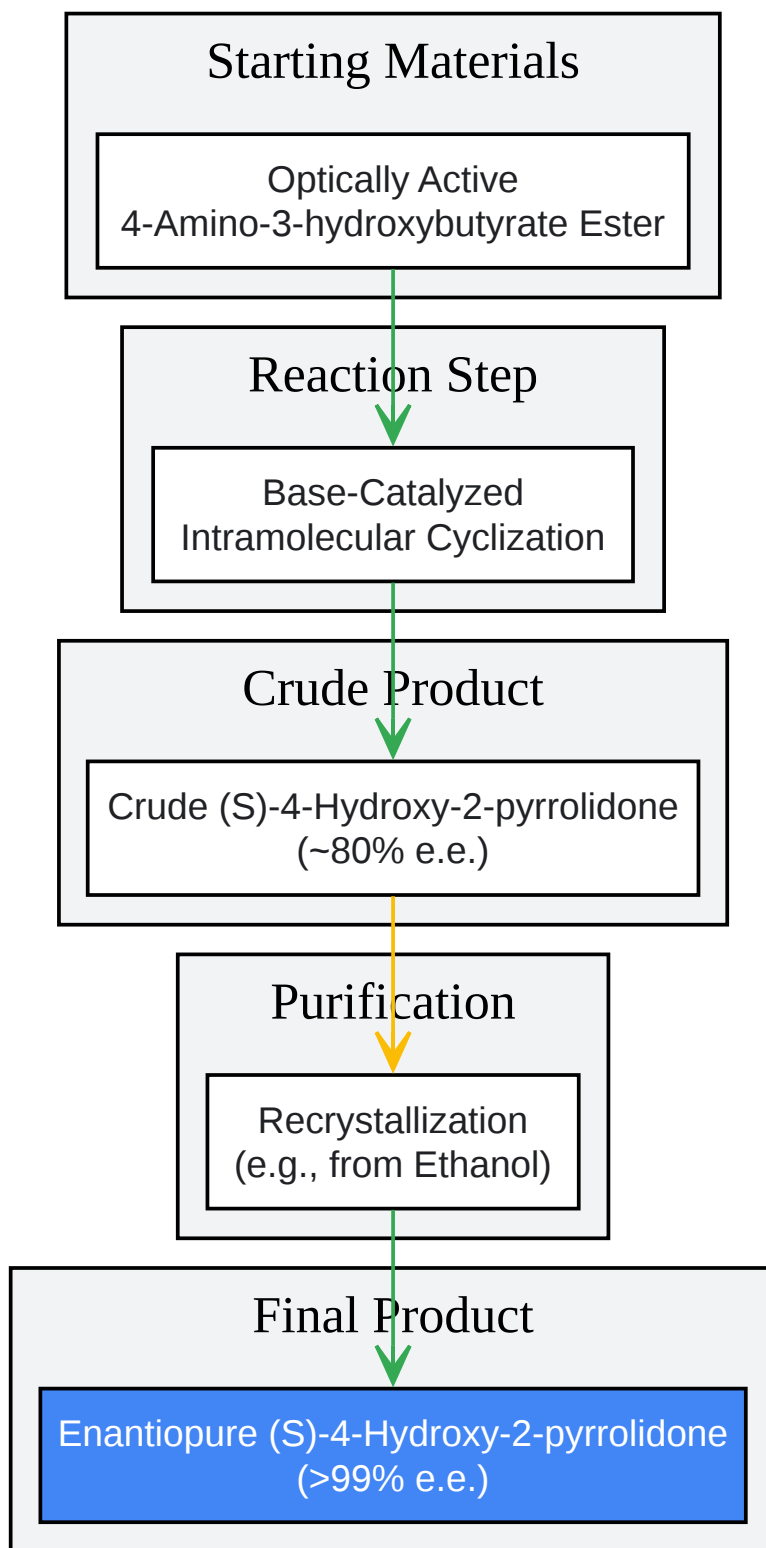 Starting Materials
Optically Active
4-Amino-3-hydroxybutyrate Ester
Reaction Step
Base-Catalyzed
Intramolecular Cyclization
Crude Product
Crude (S)-4-Hydroxy-2-pyrrolidone
(~80% e.e.)
Purification
Recrystallization
(e.g., from Ethanol)
Final Product
Enantiopure (S)-4-Hydroxy-2-pyrrolidone
(>99% e.e.)